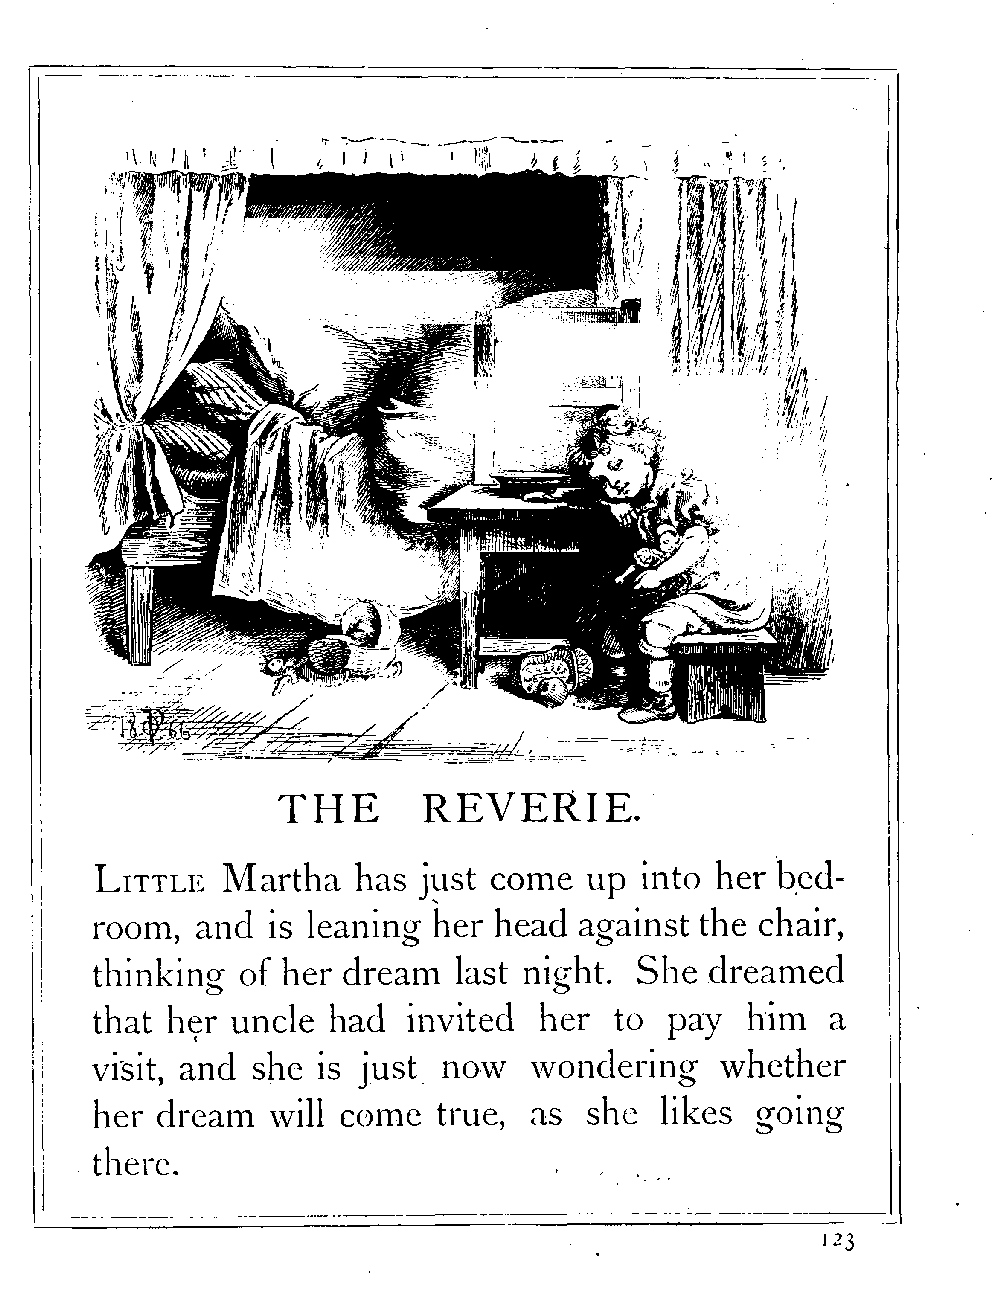 THE REVERIE.
LITTLE Martha has just come up into her bed-
room, and is leaning her head against the chair,
thinking of her dream last night. She dreamed
that her uncle had invited her to pay him a
visit, and she is just now wondering whether
her dream will come true, as she likes going
there.
123